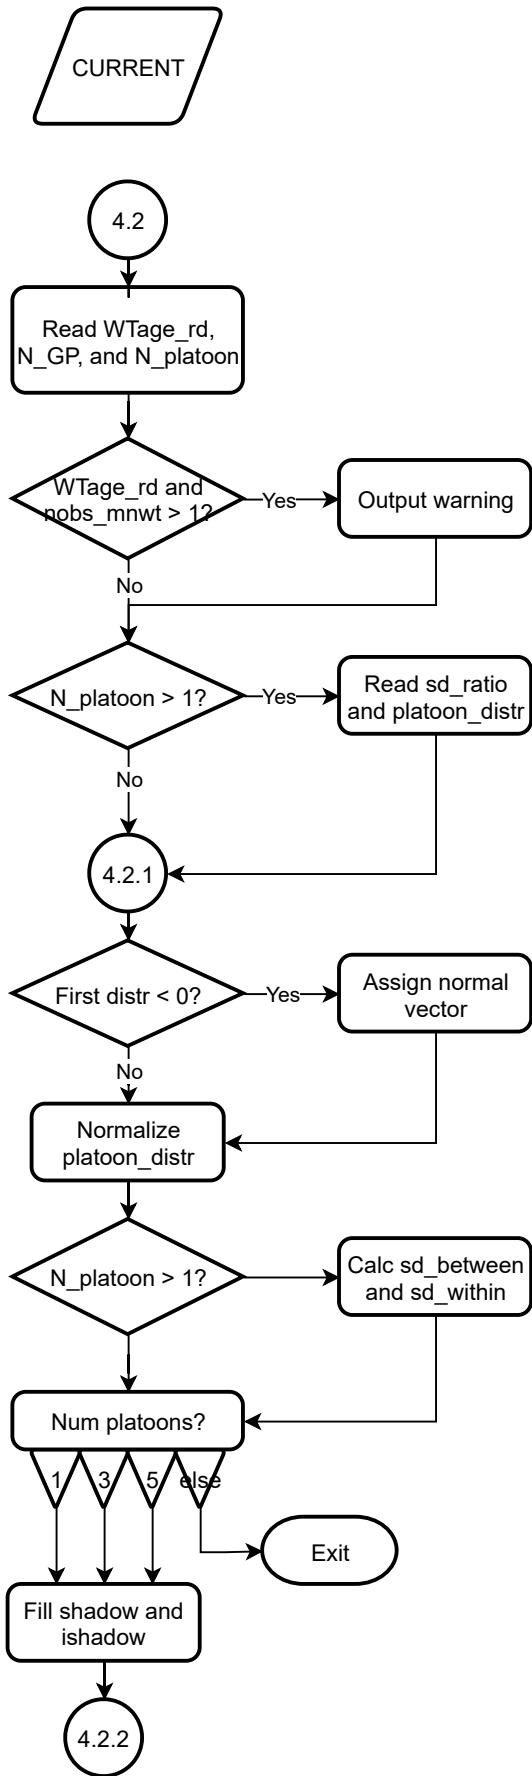 CURRENT
4.2
Read WTage_rd,
N_GP, and N_platoon
WTage_rd and
nobs_mnwt > 1?
Yes
Output warning
No
N_platoon > 1?
Yes
Read sd_ratio
and platoon_distr
No
4.2.1
First distr < 0?
Yes
Assign normal
vector
No
Normalize
platoon_distr
N_platoon > 1?
Calc sd_between
and sd_within
Num platoons?
1
3
5
else
Exit
Fill shadow and
ishadow
4.2.2